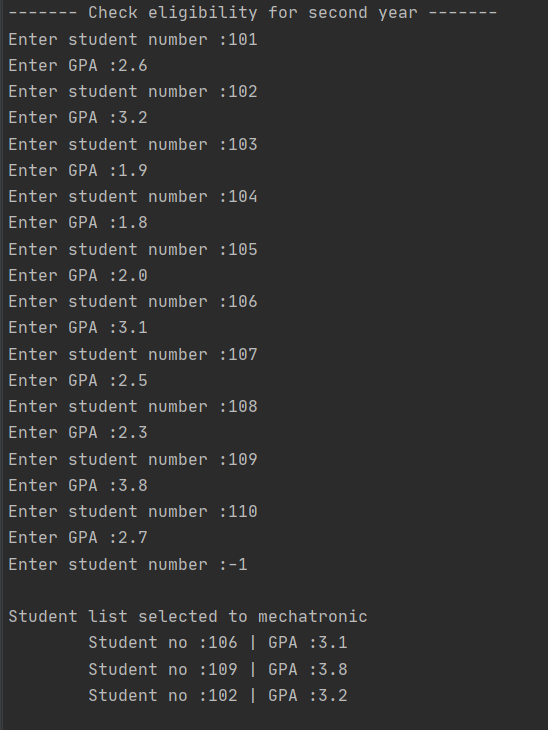 ------- Check eligibility for second year -------
Enter student number :101
Enter GPA :2.6
Enter student number :102
Enter GPA :3.2
Enter student number :103
Enter GPA :1.9
Enter student number :104
Enter GPA :1.8
Enter student number :105
Enter GPA :2.0
Enter student number :106
Enter GPA :3.1
Enter student number :107
Enter GPA :2.5
Enter student number :108
Enter GPA :2.3
Enter student number :109
Enter GPA :3.8
Enter student number :110
Enter GPA :2.7
Enter student number :-1

Student list selected to mechatronic
        Student no :106 | GPA :3.1
        Student no :109 | GPA :3.8
        Student no :102 | GPA :3.2